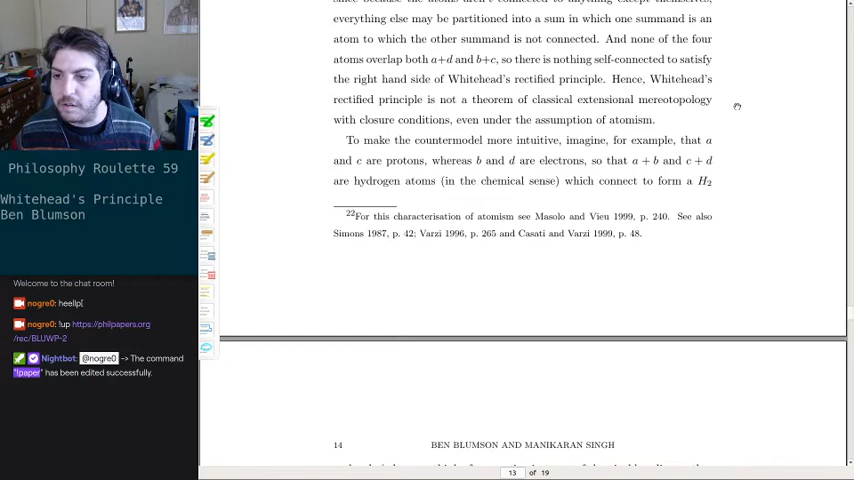 since because the atoms aren't connected to anything except themselves,
everything else may be partitioned into a sum in which one summand is an
atom to which the other summand is not connected. And none of the four
atoms overlap both a+d and b+c, so there is nothing self-connected to satisfy
the right hand side of Whitehead's rectified principle. Hence, Whitehead's
rectified principle is not a theorem of classical extensional mereotopology
with closure conditions, even under the assumption of atomism.
To make the countermodel more intuitive, imagine, for example, that a
and c are protons, whereas b and d are electrons, so that a + b and c + d
are hydrogen atoms (in the chemical sense) which connect to form a H2
22For this characterisation of atomism see Masolo and Vieu 1999, p. 240. See also
Simons 1987, p. 42; Varzi 1996, p. 265 and Casati and Varzi 1999, p. 48.
14 BEN BLUMSON AND MANIKARAN SINGH
13 of 19
Philosophy Roulette 59
Whitehead's Principle
Ben Blumson
Welcome to the chat room!
nogre0: heellp[
nogre0: !up https://philpapers.org
/rec/BLUWP-2
Nightbot: @nogre0 -> The command
"!paper" has been edited successfully.